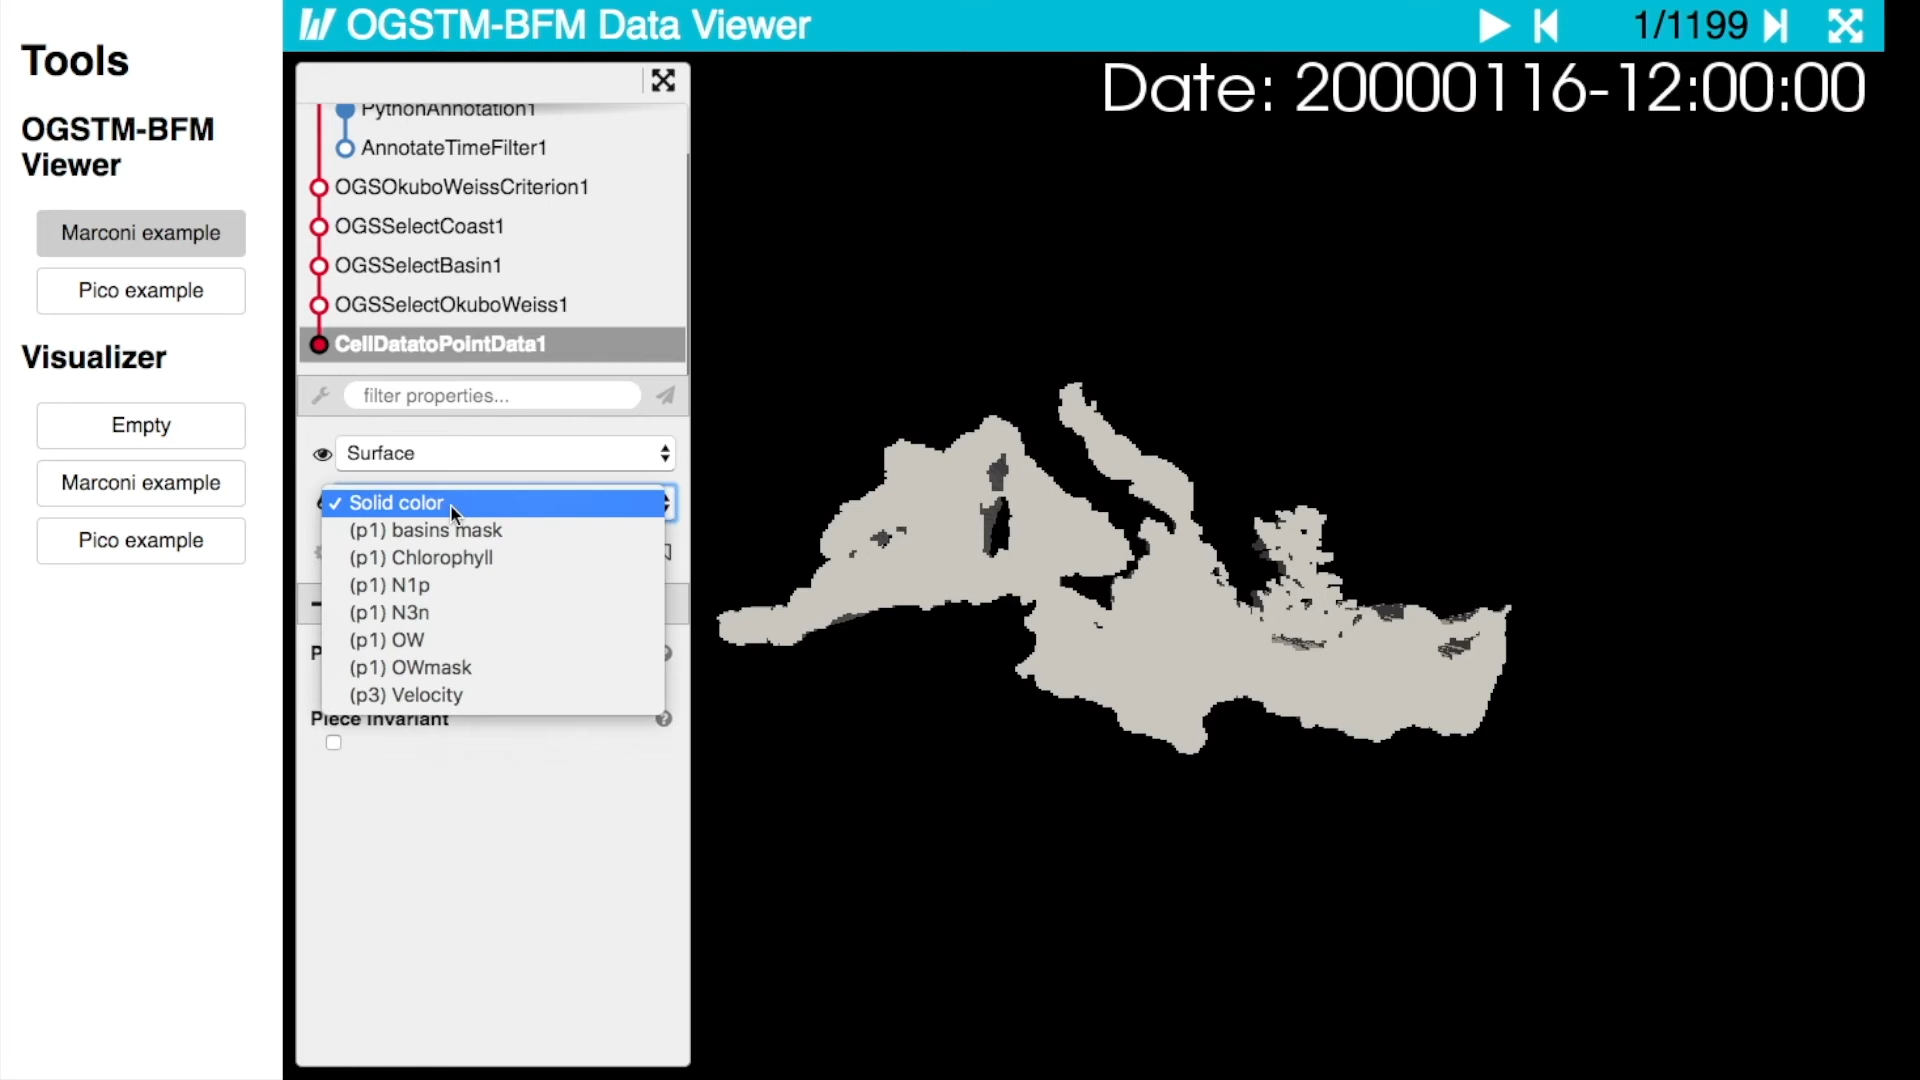 Tools
OGSTM-BFM
Viewer
Marconi example
Pico example
Visualizer
Empty
Marconi example
Pico example
OGSTM-BFM Data Viewer
1/1199
Date: 20000116-12:00:00
PythonAnnotation1
AnnotateTimeFilter1
OGSOkuboWeissCriterion1
OGSSelectCoast1
OGSSelectBasin1
OGSSelectOkuboWeiss1
CellDatatoPointData1
filter properties...
Surface
✓ Solid color
(p1) basins mask
(p1) Chlorophyll
(p1) N1p
(p1) N3n
(p1) OW
(p1) OWmask
(p3) Velocity
Piece Invariant